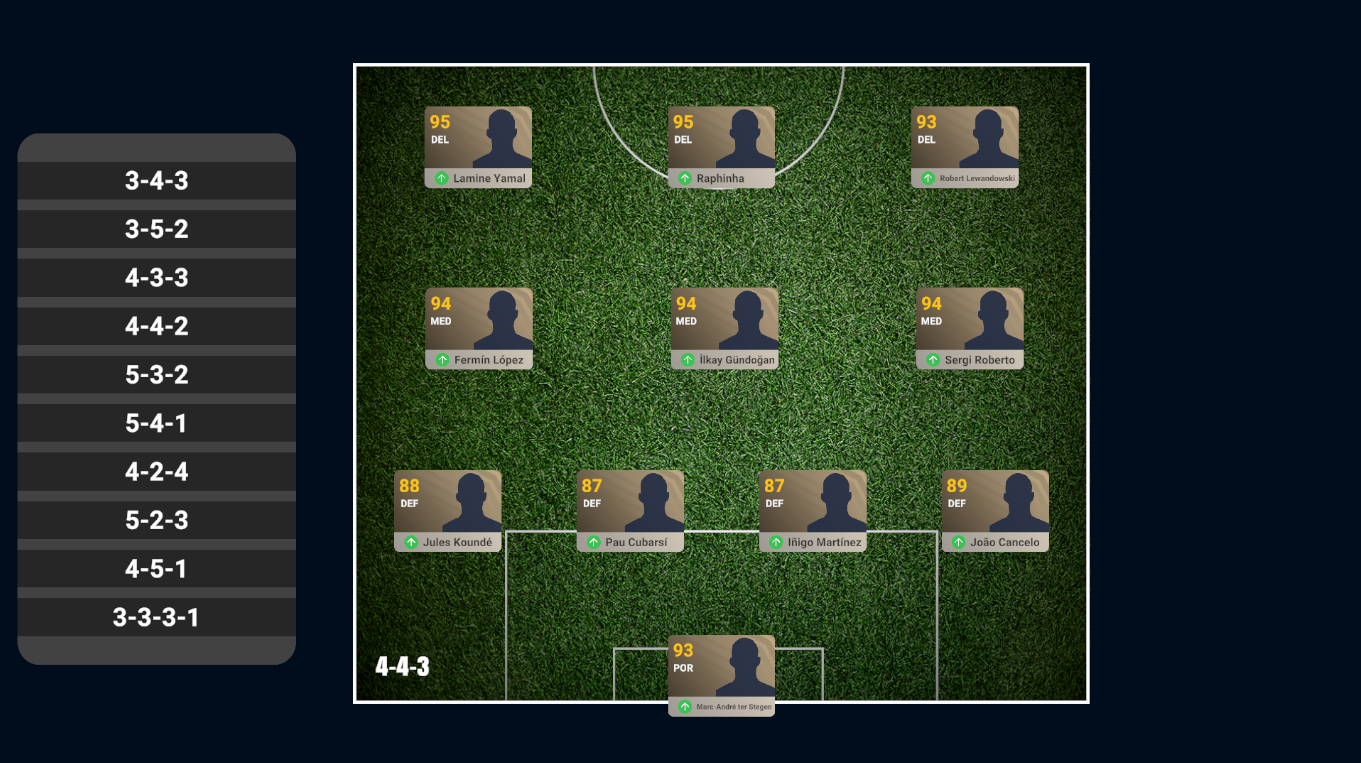 3-4-3
3-5-2
4-3-3
4-4-2
5-3-2
5-4-1
4-2-4
5-2-3
4-5-1
3-3-3-1
95
DEL
Lamine Yamal
95
DEL
Raphinha
93
DEL
Robert Lewandowski
94
MED
Fermín López
94
MED
İlkay Gündoğan
94
MED
Sergi Roberto
88
DEF
Jules Koundé
87
DEF
Pau Cubarsí
87
DEF
Iñigo Martínez
89
DEF
João Cancelo
93
POR
Marc-André ter Stegen
4-4-3